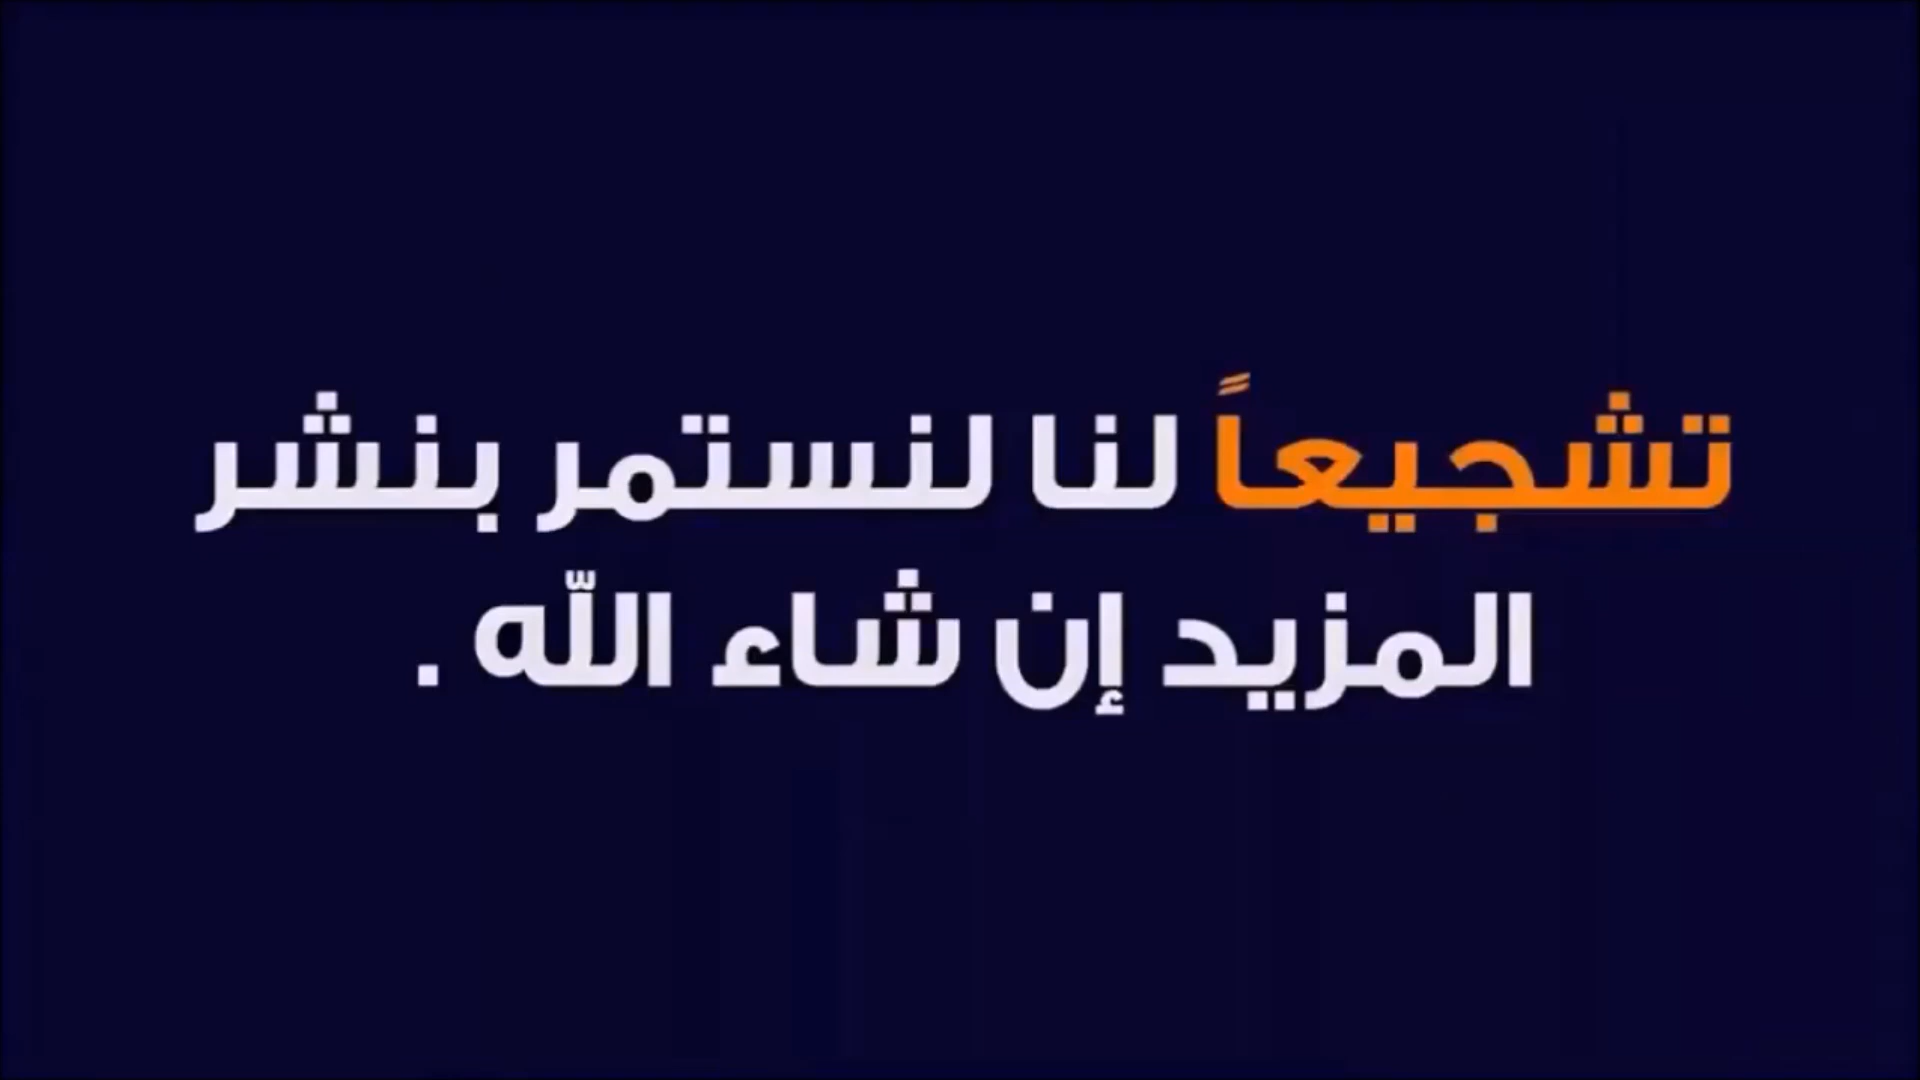 تشجيعاً لنا لنستمر بنشر
المزيد إن شاء اللّه .